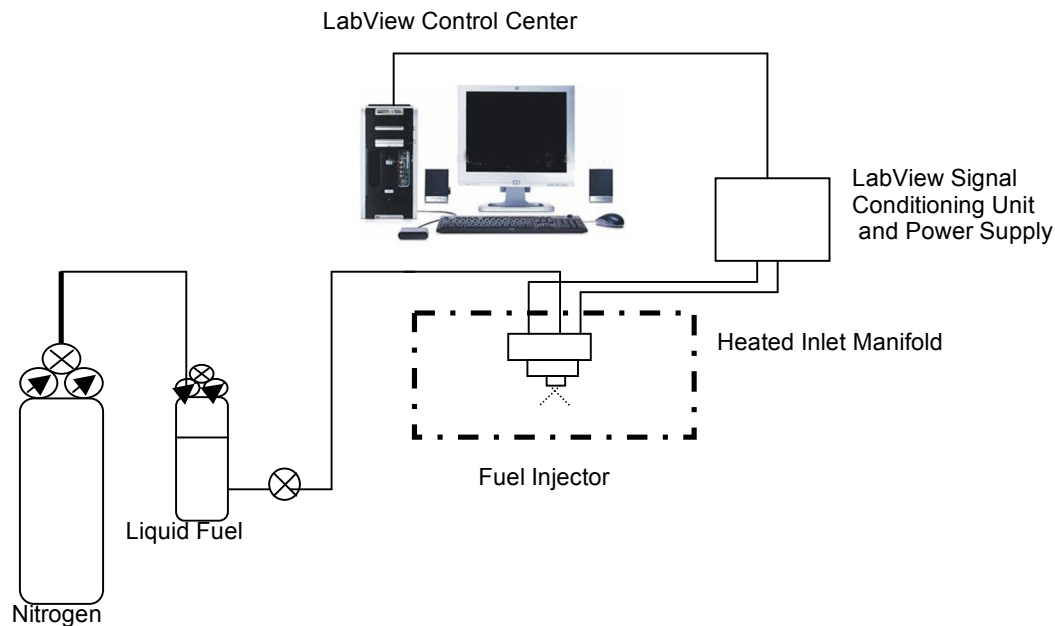 LabView Control Center
LabView Signal
Conditioning Unit
and Power Supply
Heated Inlet Manifold
Fuel Injector
Liquid Fuel
Nitrogen